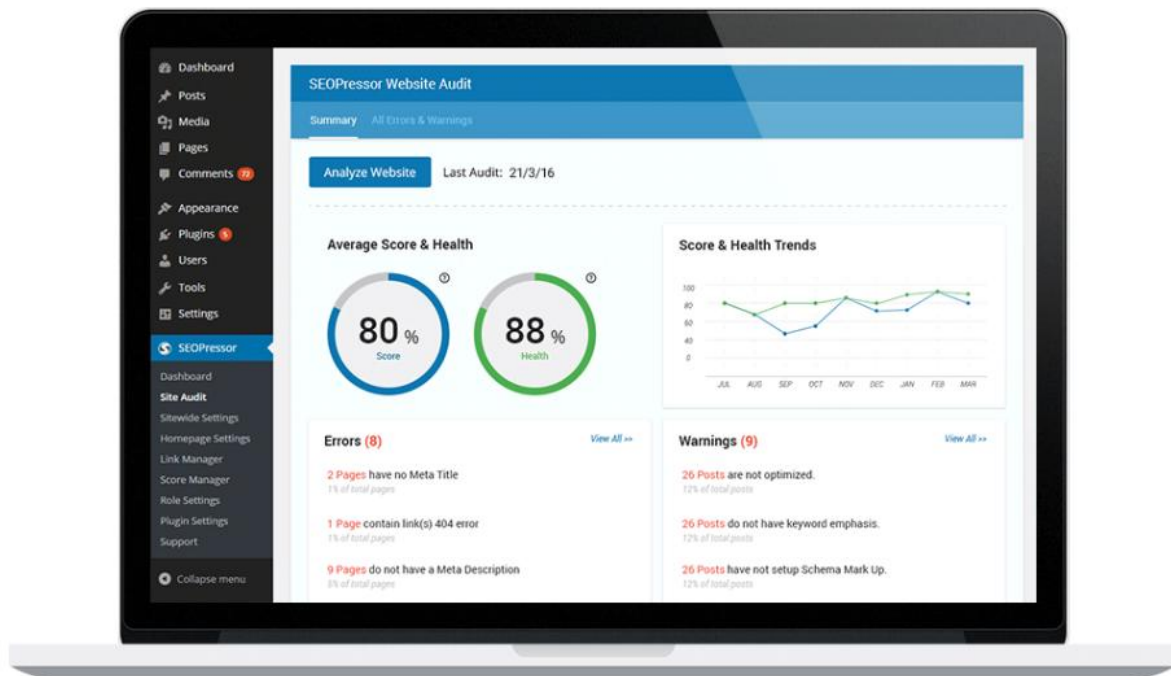 Dashboard
Posts
Media
Pages
Comments 72
Appearance
Plugins 5
Users
Tools
Settings
SEOPressor
Dashboard
Site Audit
Sitewide Settings
Homepage Settings
Link Manager
Score Manager
Role Settings
Plugin Settings
Support
Collapse menu
SEOPressor Website Audit
Summary All Errors & Warnings
Analyze Website Last Audit: 21/3/16
Average Score & Health
80 %
Score
88 %
Health
Score & Health Trends
100
80
60
40
0
JUL AUG SEP OCT NOV DEC JAN FEB MAR
Errors (8) View All >>
2 Pages have no Meta Title
1% of total pages
1 Page contain link(s) 404 error
1% of total pages
9 Pages do not have a Meta Description
5% of total pages
Warnings (9) View All >>
26 Posts are not optimized.
12% of total posts
26 Posts do not have keyword emphasis.
12% of total posts
26 Posts have not setup Schema Mark Up.
12% of total posts